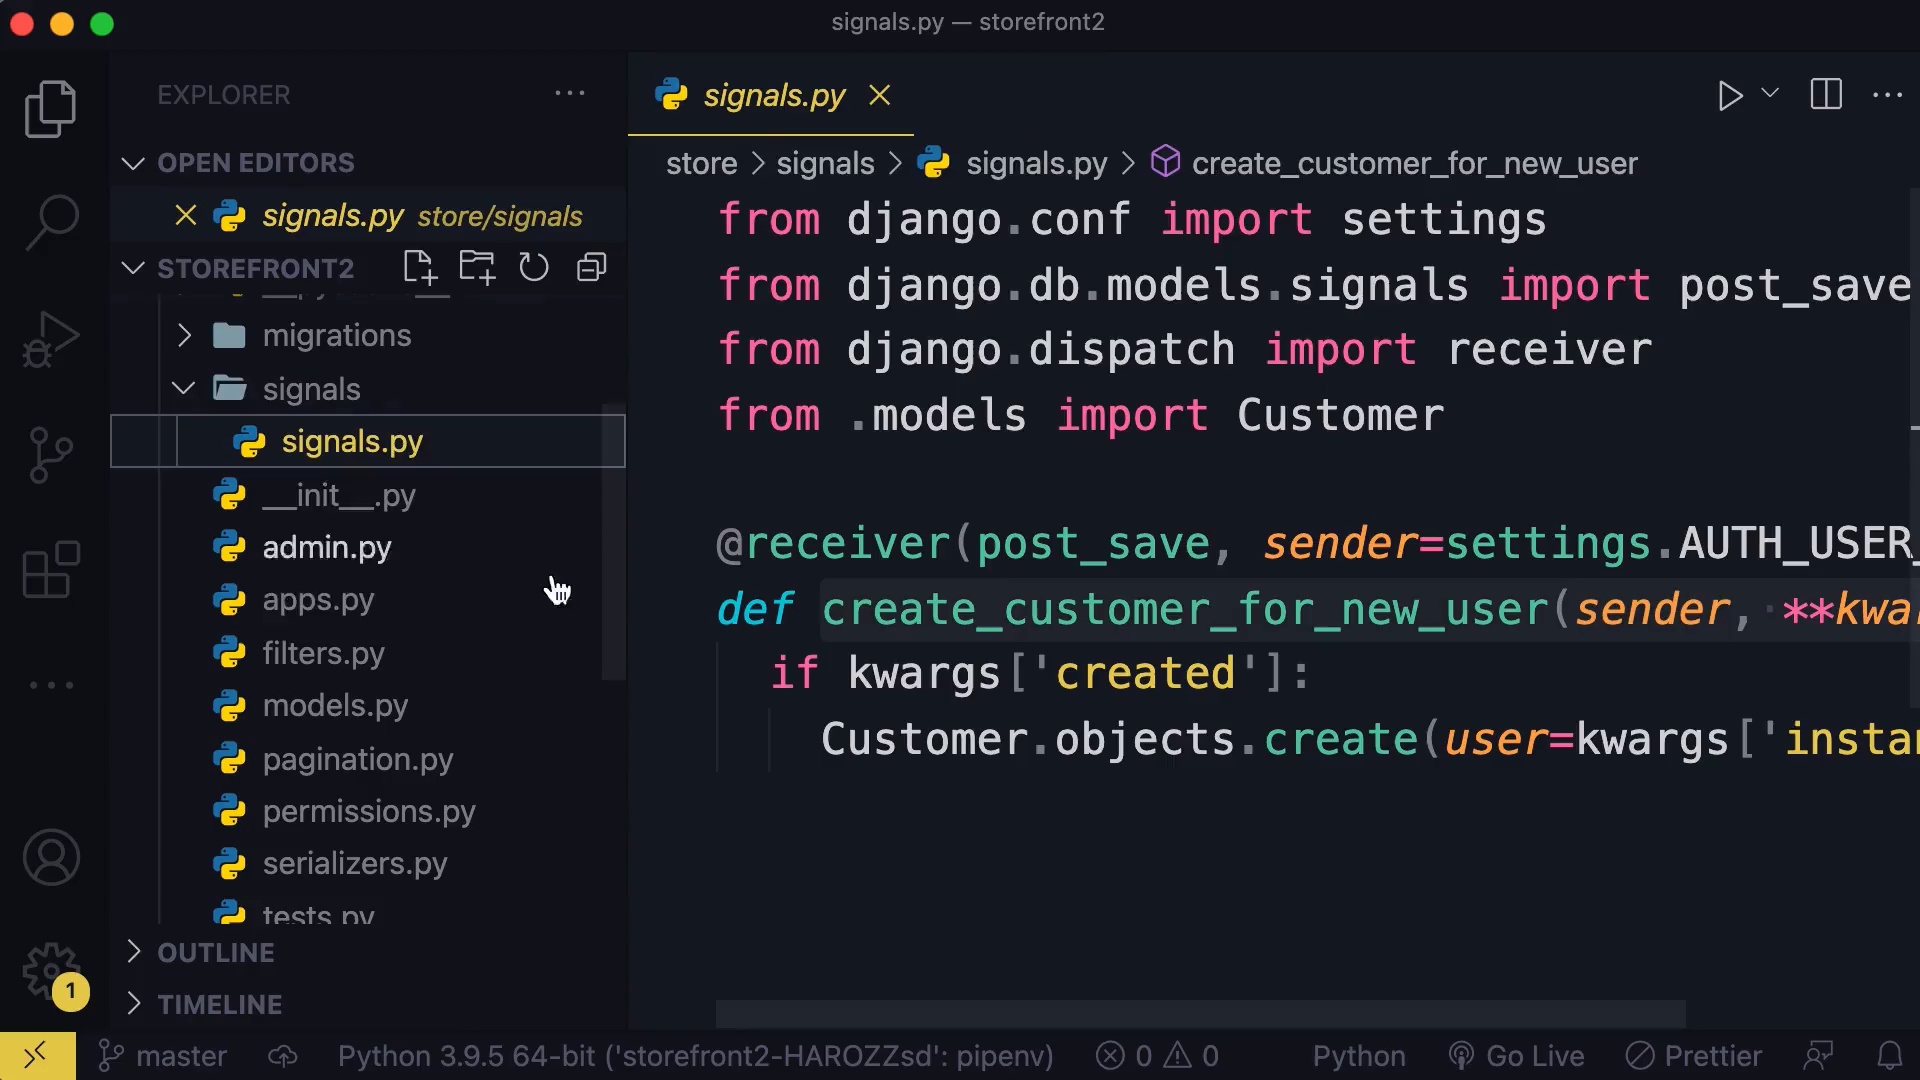 signals.py — storefront2
EXPLORER
OPEN EDITORS
signals.py store/signals
STOREFRONT2
migrations
signals
signals.py
__init__.py
admin.py
apps.py
filters.py
models.py
pagination.py
permissions.py
serializers.py
tests.py
OUTLINE
TIMELINE
1
signals.py
store > signals > signals.py > create_customer_for_new_user
from django.conf import settings
from django.db.models.signals import post_save
from django.dispatch import receiver
from .models import Customer
@receiver(post_save, sender=settings.AUTH_USER_
def create_customer_for_new_user(sender, **kwar
if kwargs['created']:
Customer.objects.create(user=kwargs['instan
master Python 3.9.5 64-bit ('storefront2-HAROZZsd': pipenv) 0 0 Python Go Live Prettier